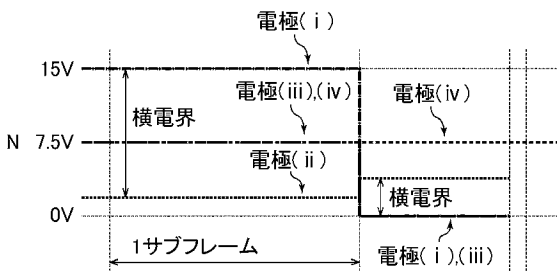 電極(ⅰ)
15V
電極(ⅲ),(ⅳ)
電極(ⅳ)
横電界
N 7.5V
電極(ⅱ)
横電界
0V
1サブフレーム
電極(ⅰ),(ⅲ)